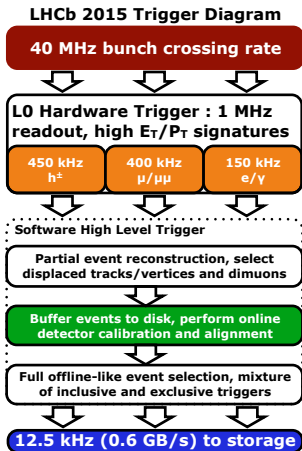 LHCb 2015 Trigger Diagram
40 MHz bunch crossing rate
L0 Hardware Trigger : 1 MHz
readout, high E_T/P_T signatures
450 kHz
h±
400 kHz
μ/μμ
150 kHz
e/γ
Software High Level Trigger
Partial event reconstruction, select
displaced tracks/vertices and dimuons
Buffer events to disk, perform online
detector calibration and alignment
Full offline-like event selection, mixture
of inclusive and exclusive triggers
12.5 kHz (0.6 GB/s) to storage